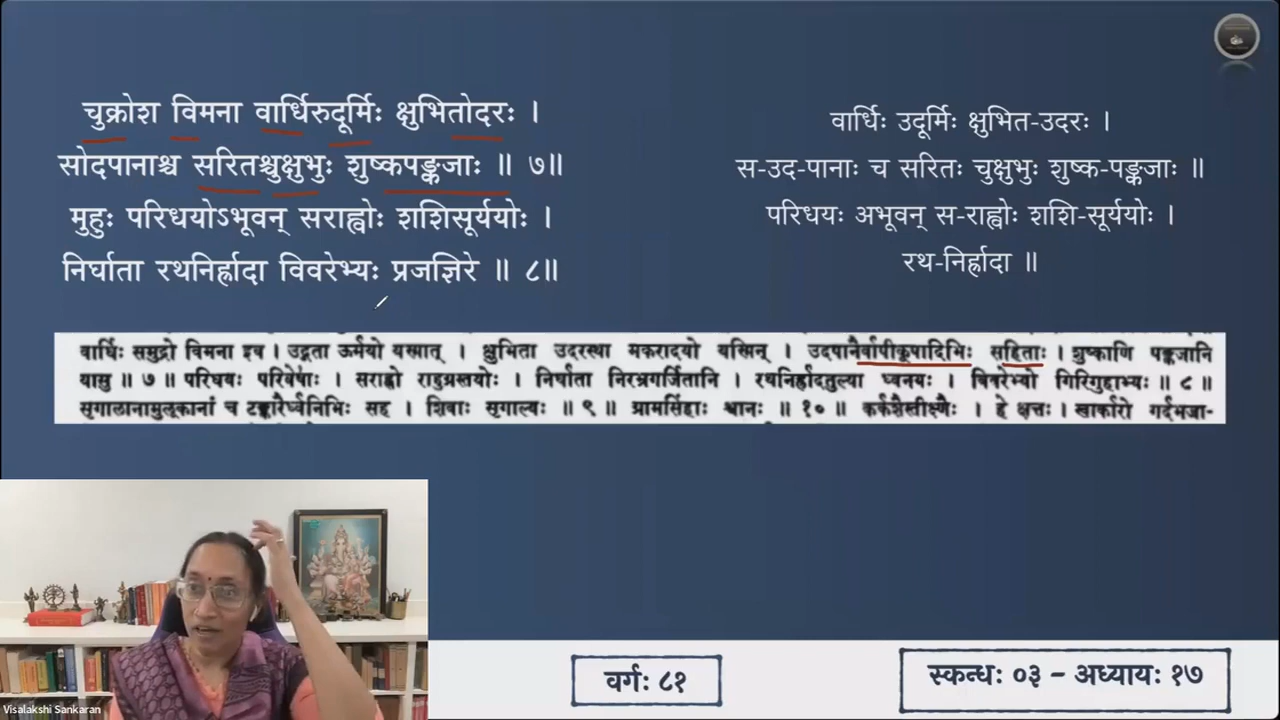 चुक्रोश विमना वार्धिरुदूर्मिः क्षुभितोदरः ।
सोदपानाश्च सरितश्चुक्षुभुः शुष्कपङ्कजाः ॥ ७॥
मुहुः परिधयोऽभूवन् सराह्वोः शशिसूर्ययोः ।
निर्घाता रथनिर्ह्रादा विवरेभ्यः प्रजज्ञिरे ॥ ८॥
वार्धिः उदूर्मिः क्षुभित-उदरः ।
स-उद-पानाः च सरितः चुक्षुभुः शुष्क-पङ्कजाः ॥
परिधयः अभूवन् स-राह्वोः शशि-सूर्ययोः ।
रथ-निर्ह्रादा ॥
वार्धिः समुद्रो विमना इव । उद्गता ऊर्मयो यस्मात् । क्षुभिता उदरस्था मकरादयो यस्मिन् । उदपानैर्वापीकूपादिभिः सहिताः । शुष्काणि पङ्कजानि
यासु ॥ ७ ॥ परिधयः परिवेषाः । सराह्वो राहुग्रस्तयोः । निर्घाता निरभ्रगर्जितानि । रथनिर्ह्रादतुल्या ध्वनयः । विवरेभ्यो गिरिगुहाभ्यः ॥ ८ ॥
सृगालानामुलूकानां च टङ्कारैर्ध्वनिभिः सह । शिवाः सृगाल्यः ॥ ९ ॥ ग्रामसिंहाः श्वानः ॥ १० ॥ कर्कशैस्तीक्ष्णैः । हे क्षत्तः । खार्कारो गर्दभजा-
Visalakshi Sankaran
वर्गः ८१
स्कन्धः ०३ – अध्यायः १७